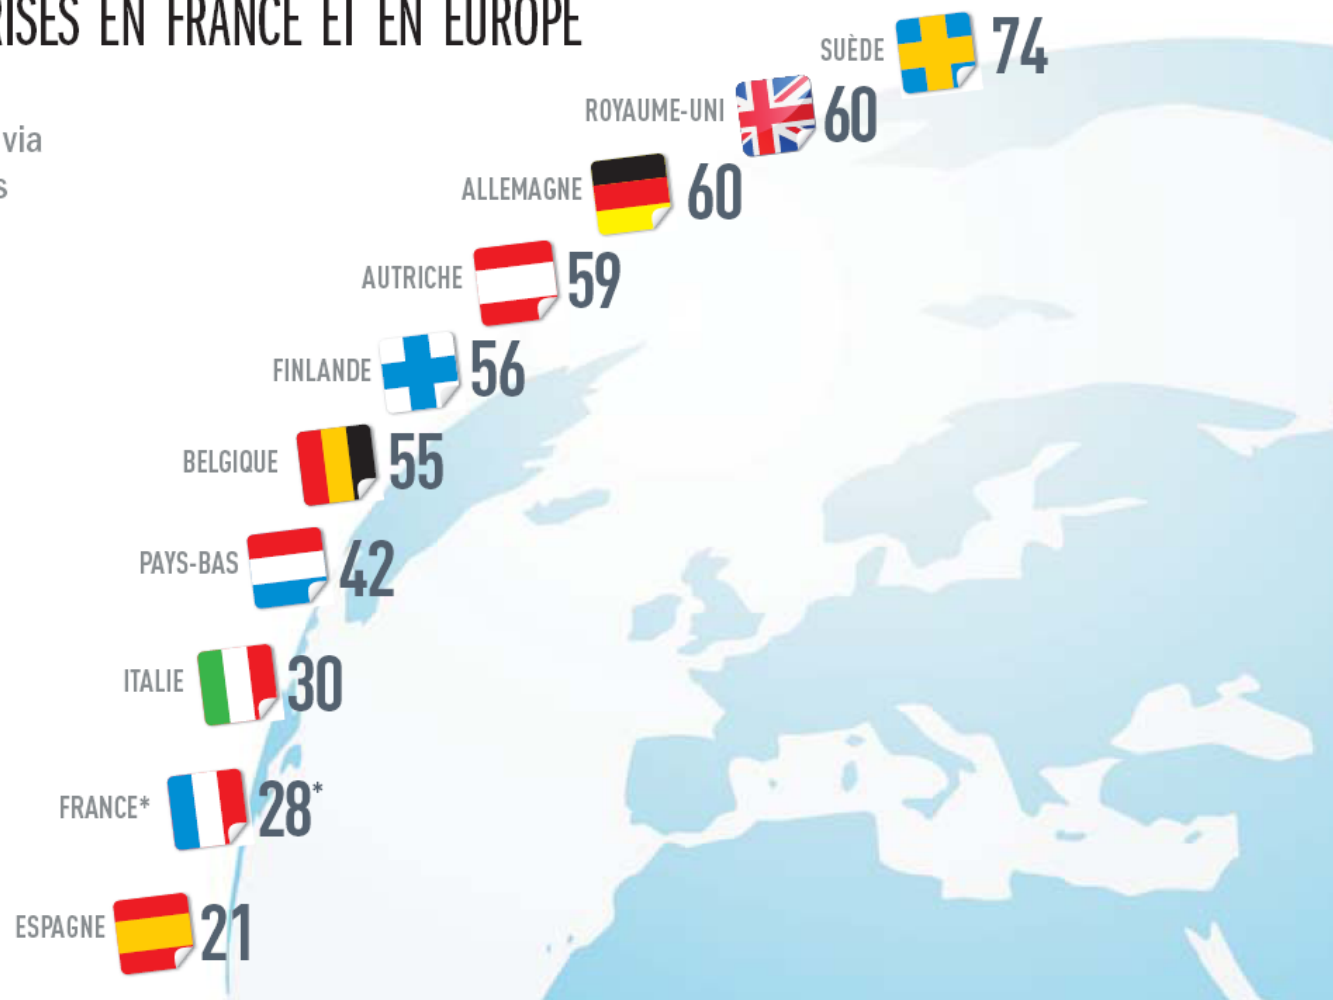 EN FRANCE ET EN EUROPE
via
s
SUÈDE 74
ROYAUME-UNI 60
ALLEMAGNE 60
AUTRICHE 59
FINLANDE 56
BELGIQUE 55
PAYS-BAS 42
ITALIE 30
FRANCE* 28*
ESPAGNE 21